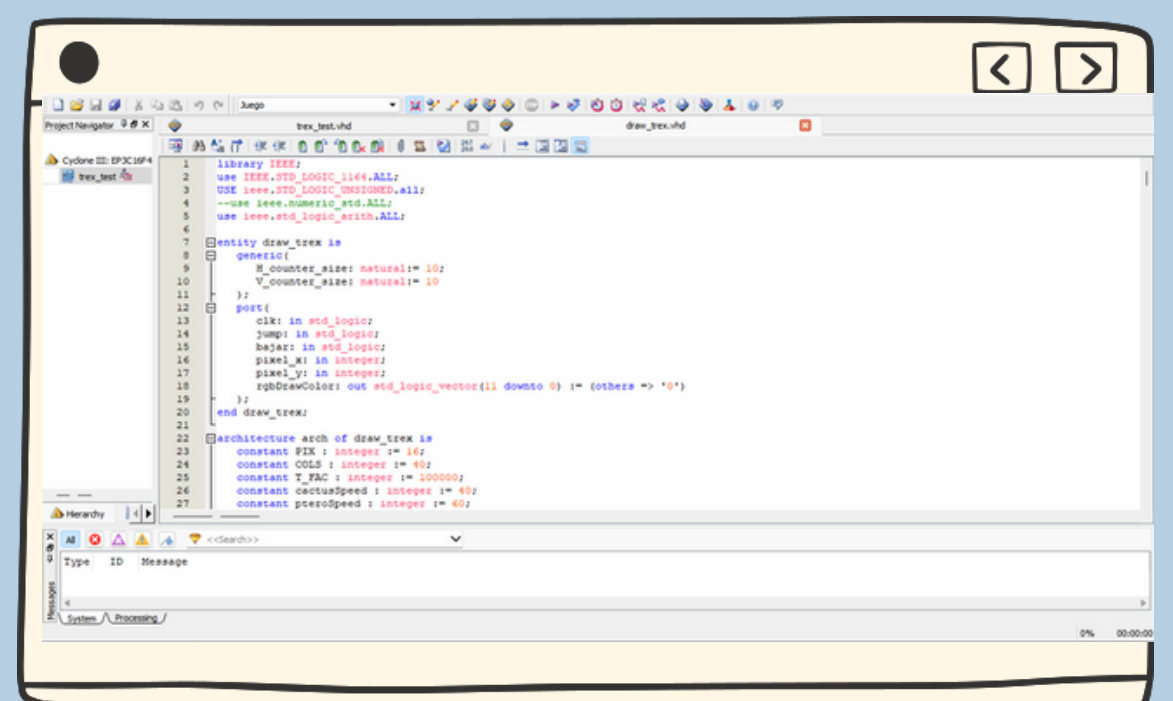 Juego
Project Navigator
trex_test.vhd
draw_trex.vhd
Cyclone III: EP3C16F4
trex_test
1 library IEEE;
2 use IEEE.STD_LOGIC_1164.ALL;
3 USE ieee.STD_LOGIC_UNSIGNED.all;
4 --use ieee.numeric_std.ALL;
5 use ieee.std_logic_arith.ALL;
6
7 entity draw_trex is
8 generic(
9 H_counter_size: natural:= 10;
10 V_counter_size: natural:= 10
11 );
12 port(
13 clk: in std_logic;
14 jump: in std_logic;
15 bajar: in std_logic;
16 pixel_x: in integer;
17 pixel_y: in integer;
18 rgbDrawColor: out std_logic_vector(11 downto 0) := (others => '0')
19 );
20 end draw_trex;
21
22 architecture arch of draw_trex is
23 constant PIX : integer := 16;
24 constant COLS : integer := 40;
25 constant T_FAC : integer := 100000;
26 constant cactusSpeed : integer := 40;
27 constant pteroSpeed : integer := 60;
Hierarchy
All
<<Search>>
Type ID Message
Messages
System
Processing
0% 00:00:00